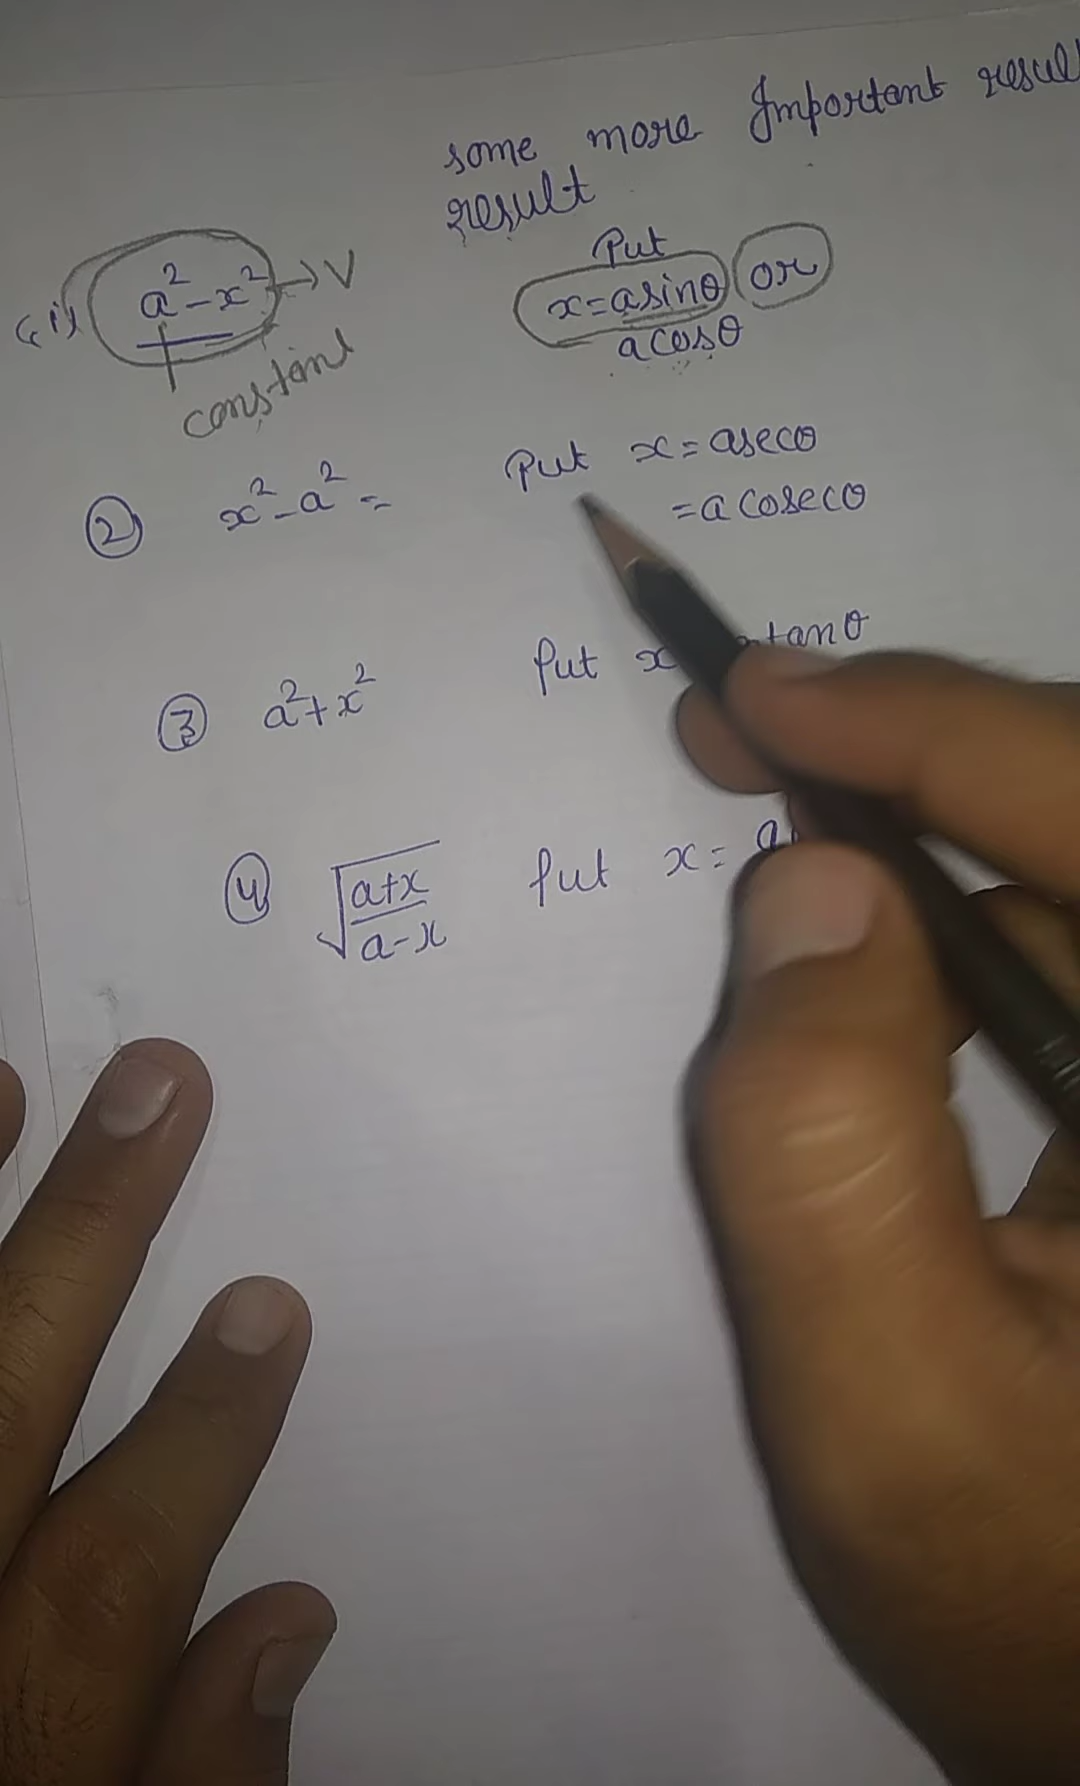 some more Important resul
result
(i) a²-x² → V
constant
Put
x=asinθ or
acosθ
② x²-a²=
Put x=asecθ
=a cosecθ
③ a²+x² Put x tanθ
④ √(a+x)/(a-x) Put x= a